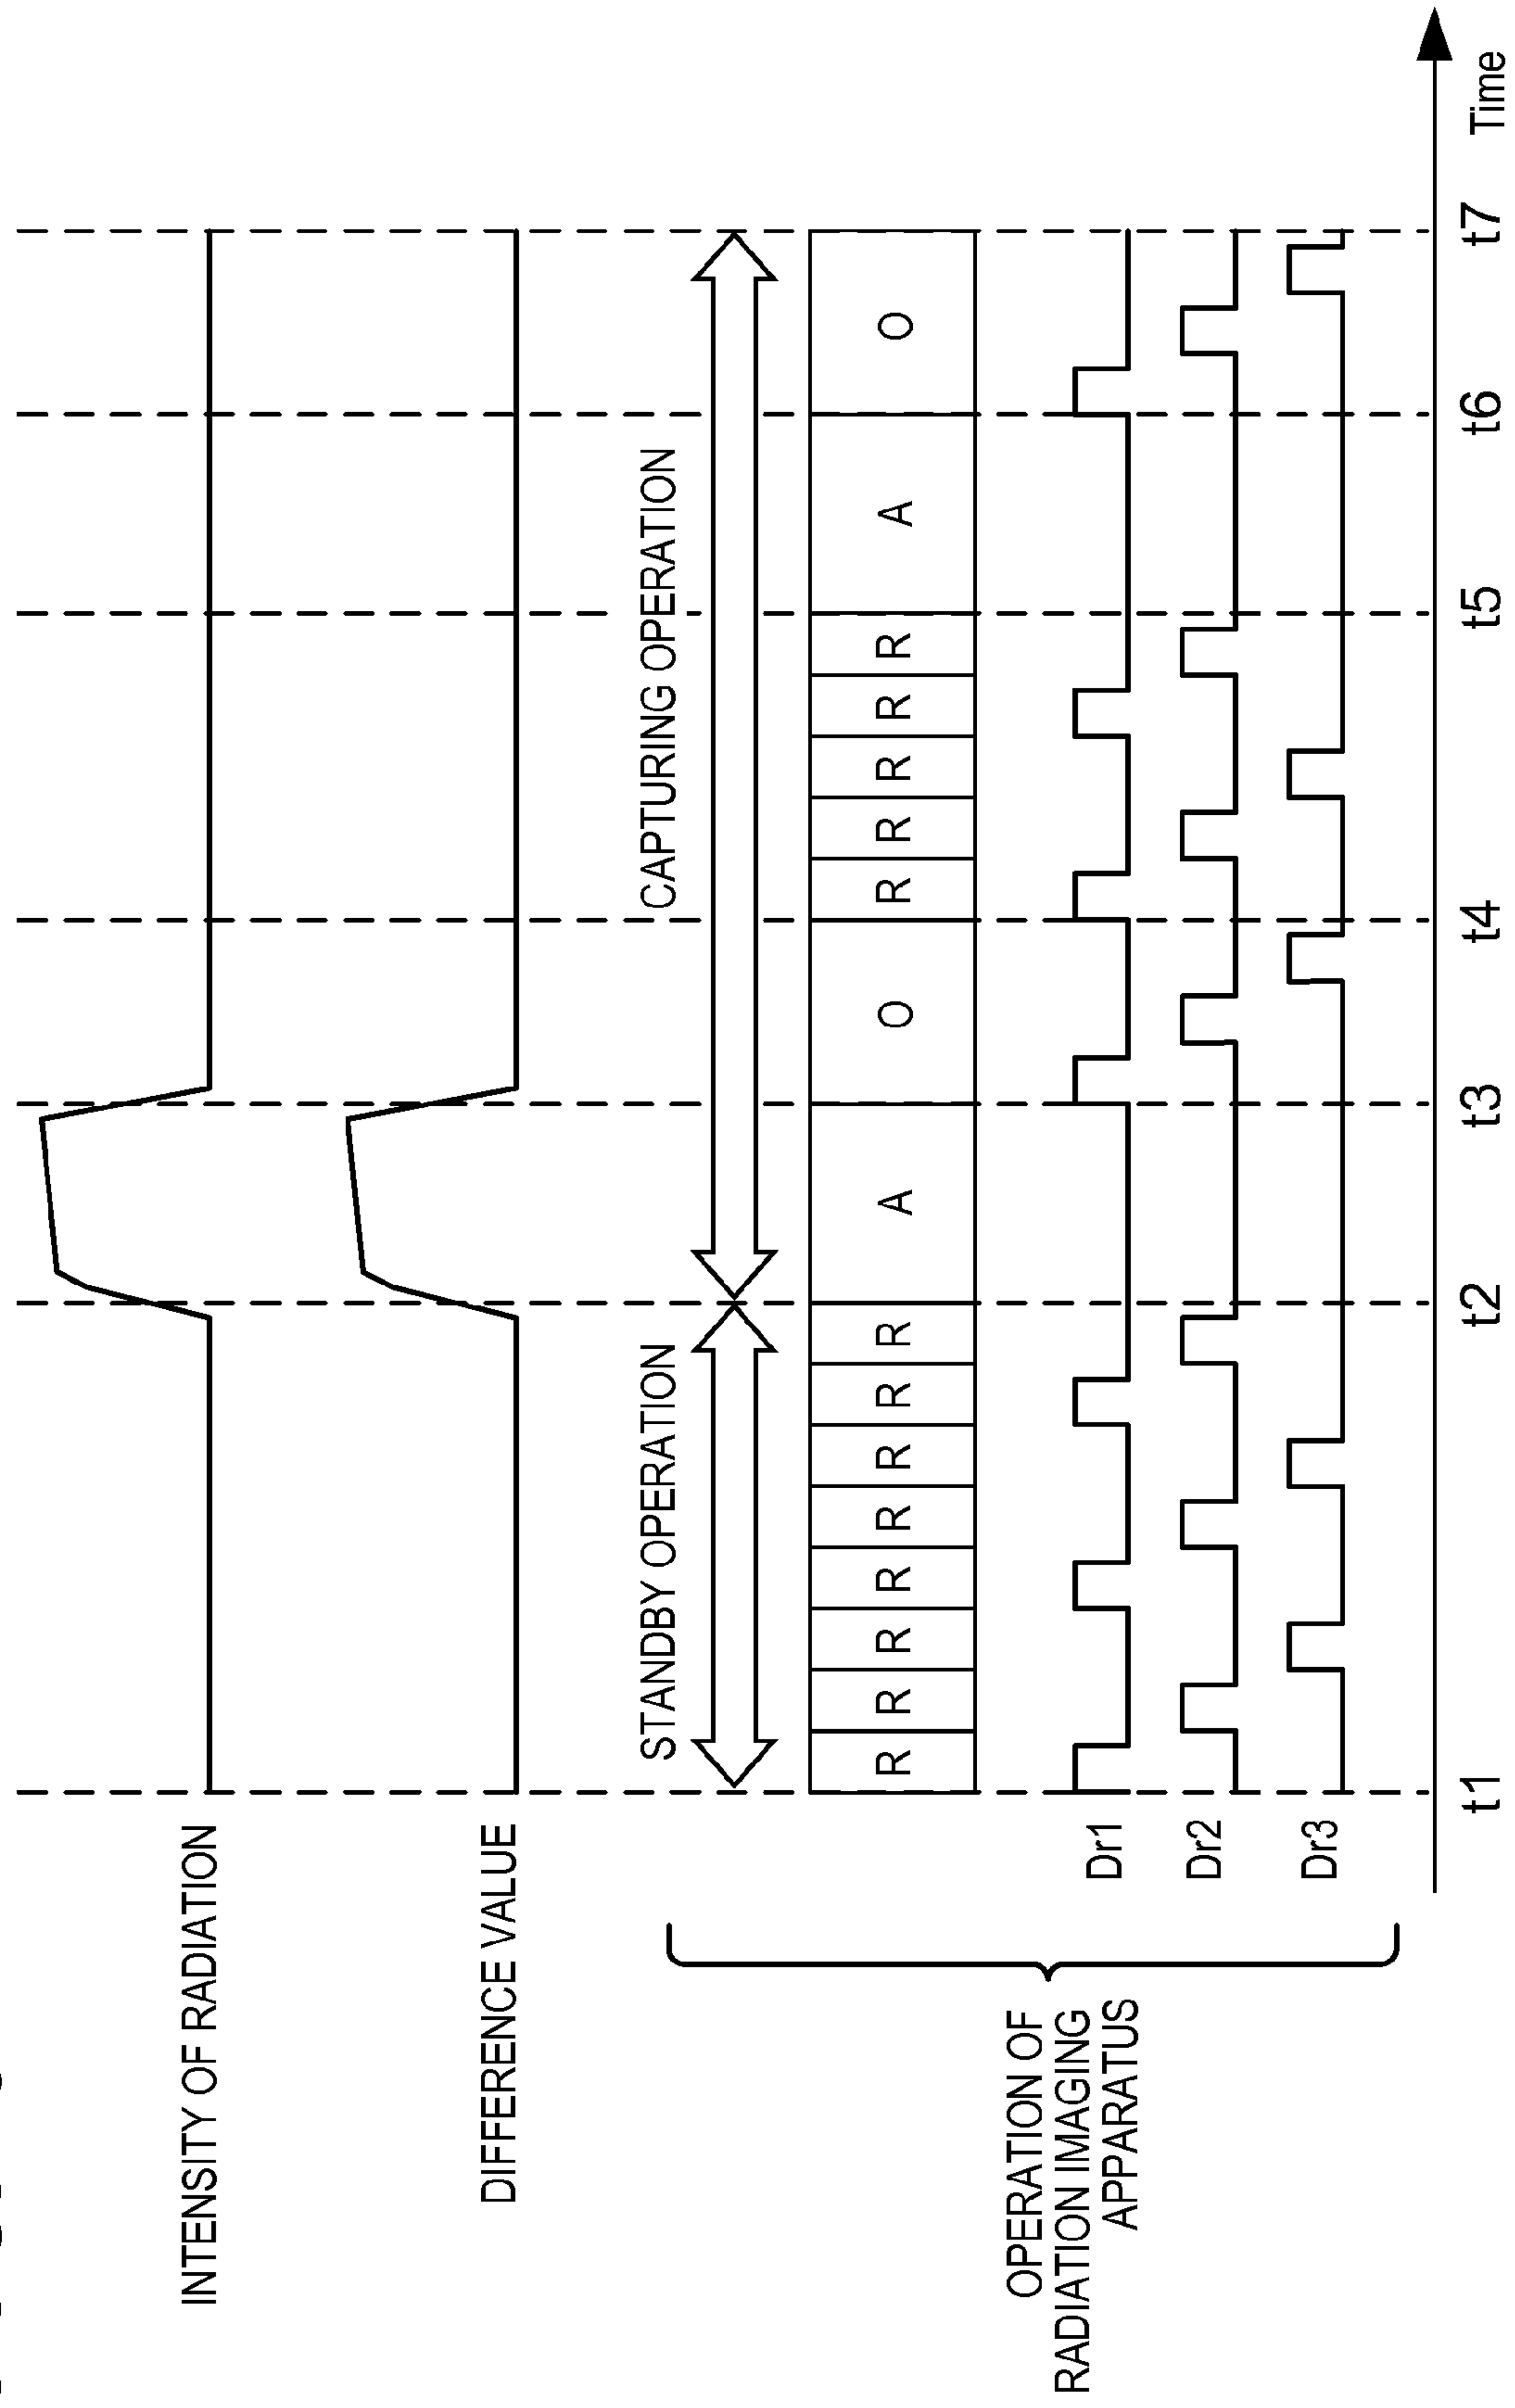 INTENSITY OF RADIATION
DIFFERENCE VALUE
STANDBY OPERATION
CAPTURING OPERATION
OPERATION OF
RADIATION IMAGING
APPARATUS
R R R R R R R R A O R R R R R A O
Dr1
Dr2
Dr3
t1 t2 t3 t4 t5 t6 t7
Time